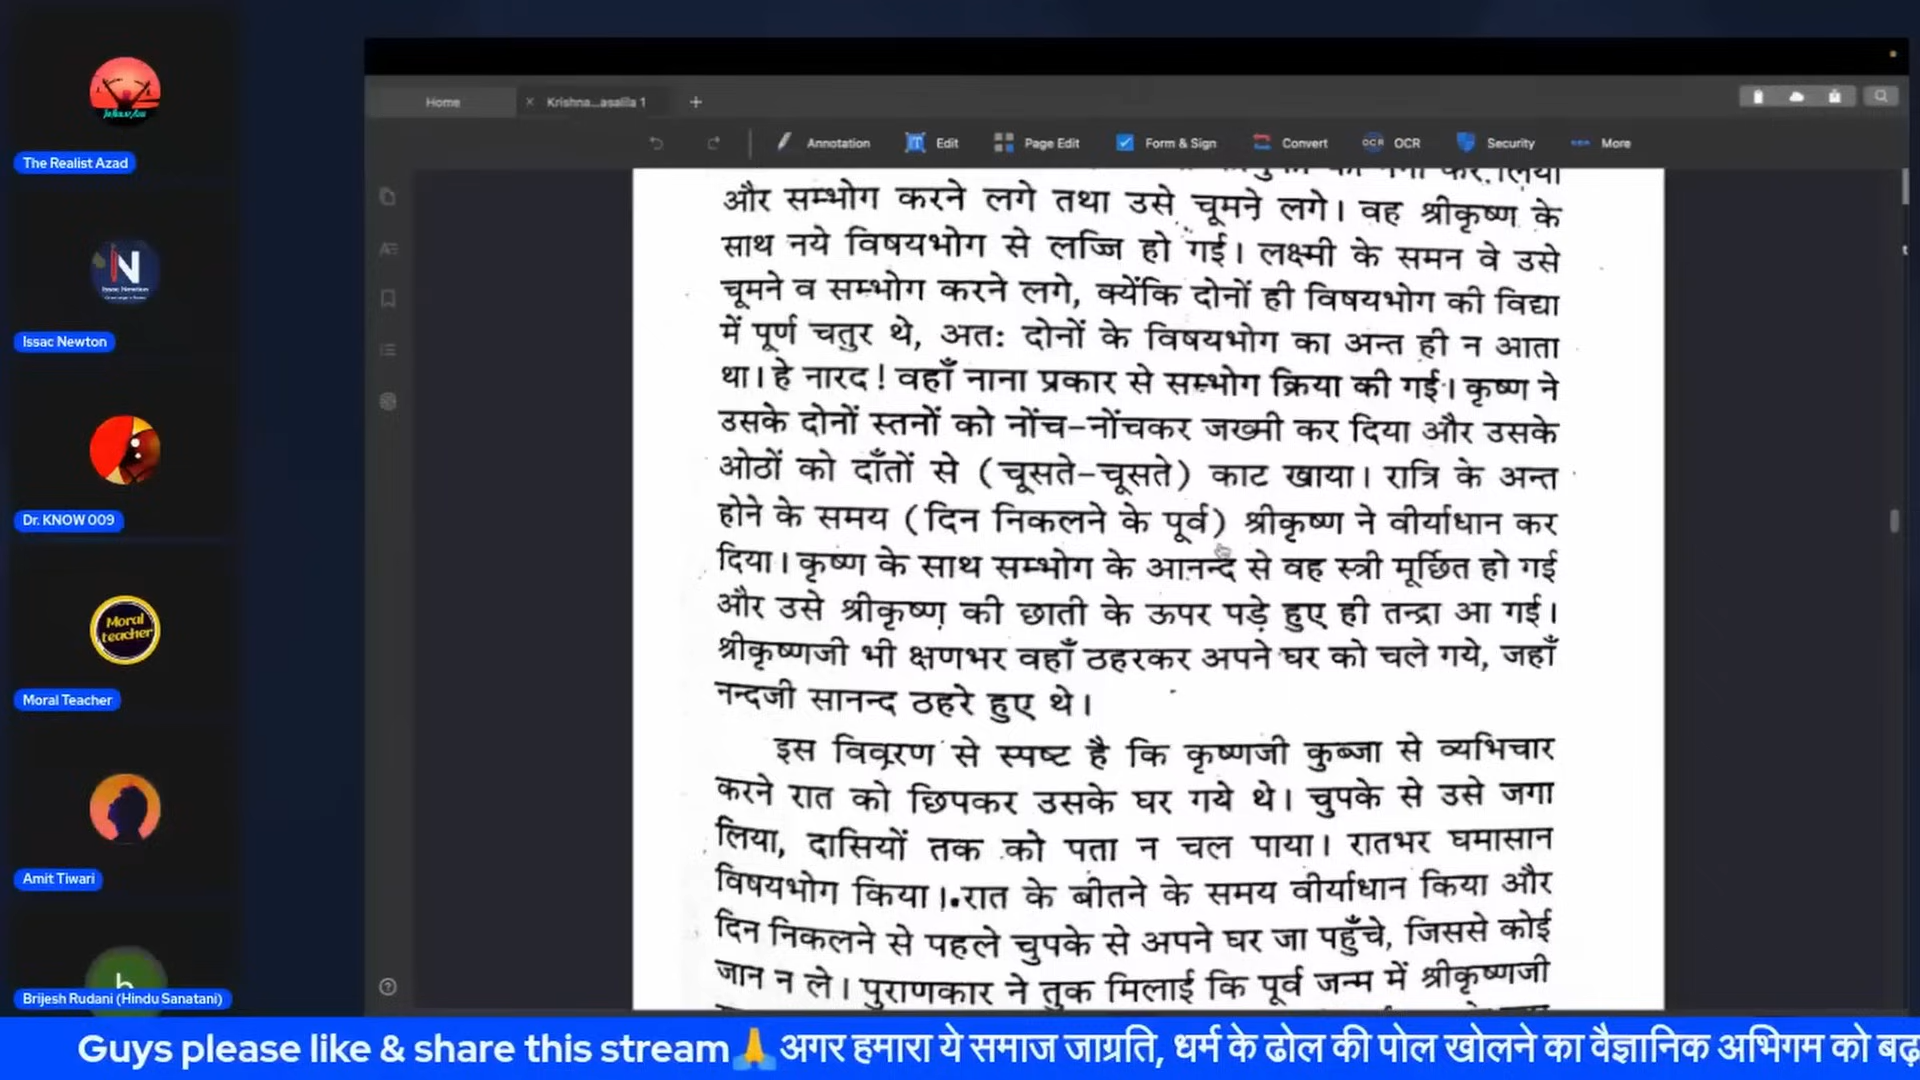 Home
Krishna...asalila 1
Annotation
Edit
Page Edit
Form & Sign
Convert
OCR
OCR
Security
More
और सम्भोग करने लगे तथा उसे चूमने लगे। वह श्रीकृष्ण के
साथ नये विषयभोग से लज्जि हो गई। लक्ष्मी के समन वे उसे
चूमने व सम्भोग करने लगे, क्येंकि दोनों ही विषयभोग की विद्या
में पूर्ण चतुर थे, अतः दोनों के विषयभोग का अन्त ही न आता
था। हे नारद! वहाँ नाना प्रकार से सम्भोग क्रिया की गई। कृष्ण ने
उसके दोनों स्तनों को नोंच-नोंचकर जख्मी कर दिया और उसके
ओठों को दाँतों से (चूसते-चूसते) काट खाया। रात्रि के अन्त
होने के समय (दिन निकलने के पूर्व) श्रीकृष्ण ने वीर्याधान कर
दिया। कृष्ण के साथ सम्भोग के आनन्द से वह स्त्री मूर्छित हो गई
और उसे श्रीकृष्ण की छाती के ऊपर पड़े हुए ही तन्द्रा आ गई।
श्रीकृष्णजी भी क्षणभर वहाँ ठहरकर अपने घर को चले गये, जहाँ
नन्दजी सानन्द ठहरे हुए थे।
इस विवरण से स्पष्ट है कि कृष्णजी कुब्जा से व्यभिचार
करने रात को छिपकर उसके घर गये थे। चुपके से उसे जगा
लिया, दासियों तक को पता न चल पाया। रातभर घमासान
विषयभोग किया। रात के बीतने के समय वीर्याधान किया और
दिन निकलने से पहले चुपके से अपने घर जा पहुँचे, जिससे कोई
जान न ले। पुराणकार ने तुक मिलाई कि पूर्व जन्म में श्रीकृष्णजी
The Realist Azad
N
Issac Newton
Issac Newton
Dr. KNOW 009
Moral
teacher
Moral Teacher
Amit Tiwari
Brijesh Rudani (Hindu Sanatani)
Guys please like & share this stream🙏अगर हमारा ये समाज जाग्रति, धर्म के ढोल की पोल खोलने का वैज्ञानिक अभिगम को बढ़